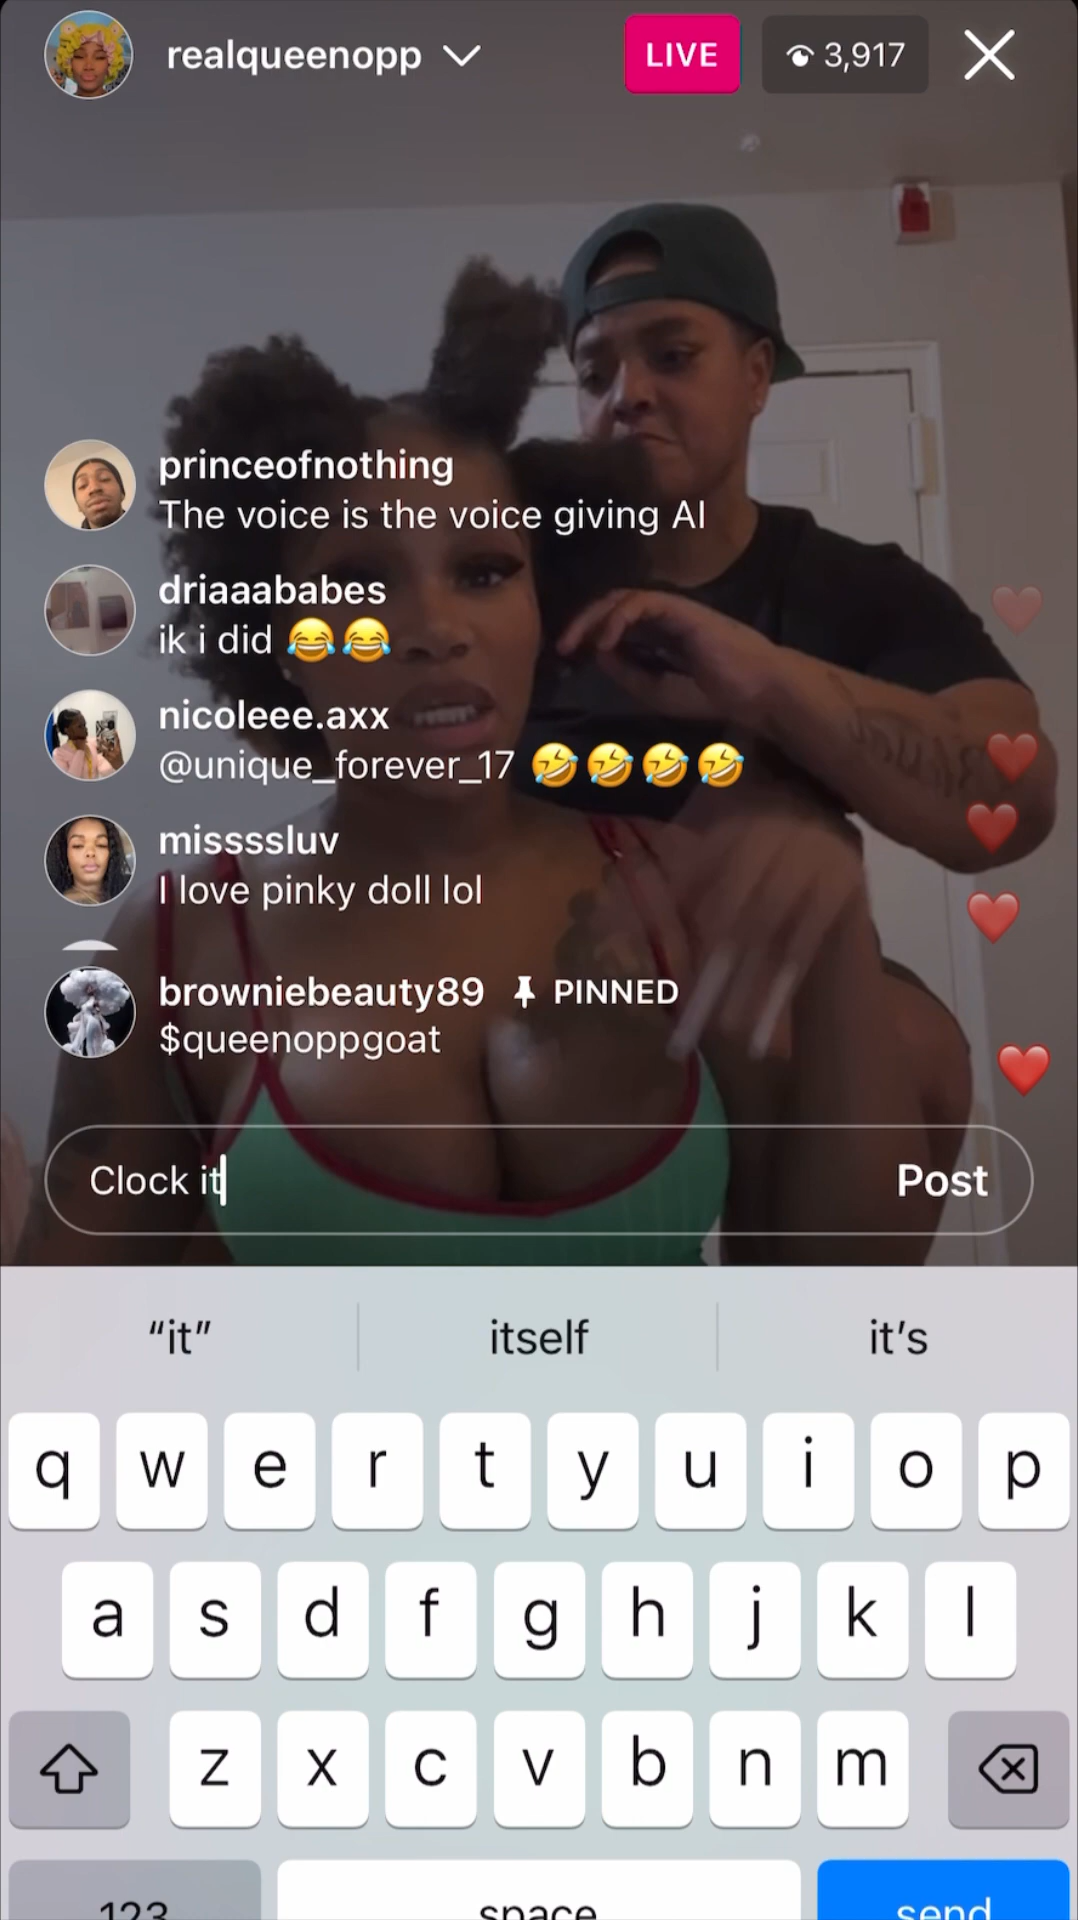 realqueenopp
LIVE
3,917
princeofnothing
The voice is the voice giving AI
driaaababes
ik i did 😂😂
nicoleee.axx
@unique_forever_17 🤣🤣🤣🤣
missssluv
I love pinky doll lol
browniebeauty89 PINNED
$queenoppgoat
Clock it
Post
“it” itself it’s
q w e r t y u i o p
a s d f g h j k l
z x c v b n m
123 space send